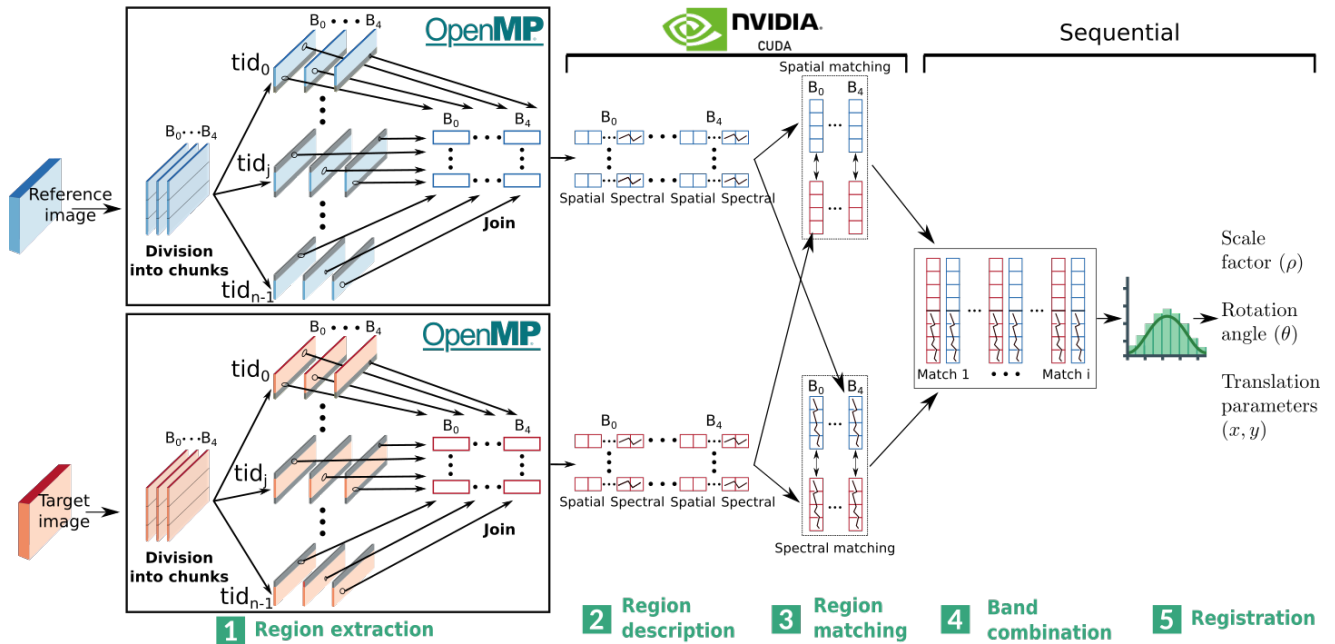 OpenMP
B0 B4
tid0
B0 B4
tidj
B0 B4
Reference
image
Division
into chunks
Join
tidn-1
OpenMP
B0 B4
tid0
B0 B4
tidj
B0 B4
Target
image
Division
into chunks
Join
tidn-1
NVIDIA.
CUDA
B0 B4
Spatial Spectral Spatial Spectral
B0 B4
Spatial Spectral Spatial Spectral
Spatial matching
B0 B4
B0 B4
Spectral matching
Sequential
Match 1 Match i
Scale
factor (ρ)
Rotation
angle (θ)
Translation
parameters
(x, y)
1 Region extraction
2 Region
description
3 Region
matching
4 Band
combination
5 Registration